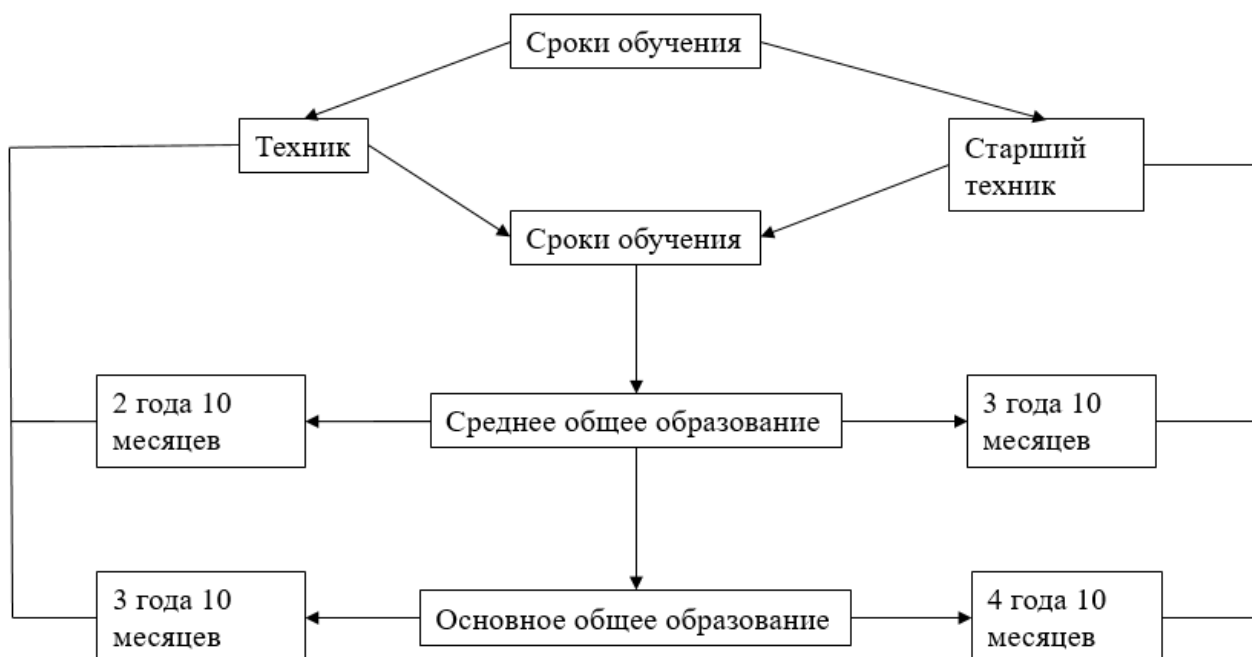 Сроки обучения
Техник
Старший
техник
Сроки обучения
2 года 10
месяцев
Среднее общее образование
3 года 10
месяцев
3 года 10
месяцев
Основное общее образование
4 года 10
месяцев